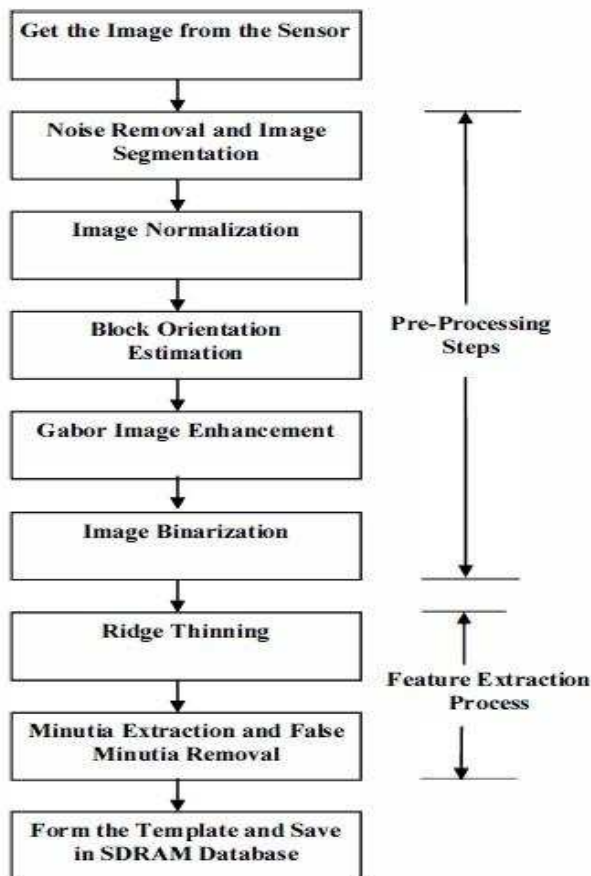 Get the Image from the Sensor
Noise Removal and Image
Segmentation
Image Normalization
Block Orientation
Estimation
Pre-Processing
Steps
Gabor Image Enhancement
Image Binarization
Ridge Thinning
Feature Extraction
Process
Minutia Extraction and False
Minutia Removal
Form the Template and Save
in SDRAM Database